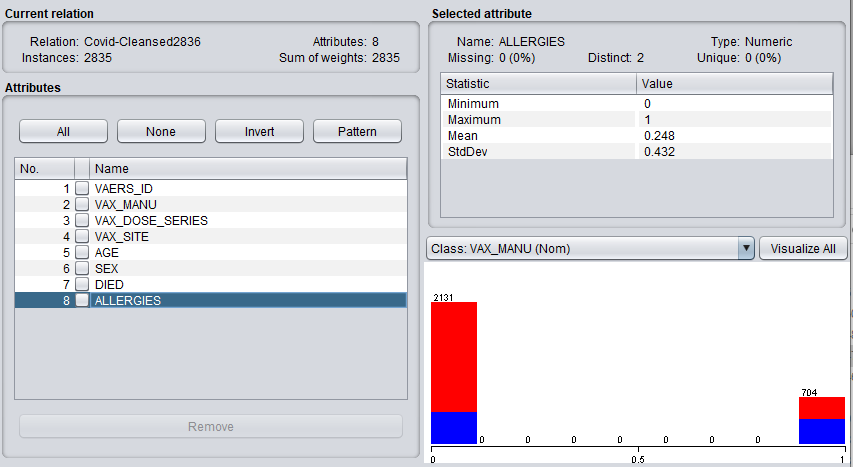 Current relation
Relation: Covid-Cleansed2836 Attributes: 8
Instances: 2835 Sum of weights: 2835
Attributes
All None Invert Pattern
No. Name
1 VAERS_ID
2 VAX_MANU
3 VAX_DOSE_SERIES
4 VAX_SITE
5 AGE
6 SEX
7 DIED
8 ALLERGIES
Remove
Selected attribute
Name: ALLERGIES Type: Numeric
Missing: 0 (0%) Distinct: 2 Unique: 0 (0%)
Statistic Value
Minimum 0
Maximum 1
Mean 0.248
StdDev 0.432
Class: VAX_MANU (Nom) Visualize All
2131
704
0 0 0 0 0 0 0
0 0.5 1